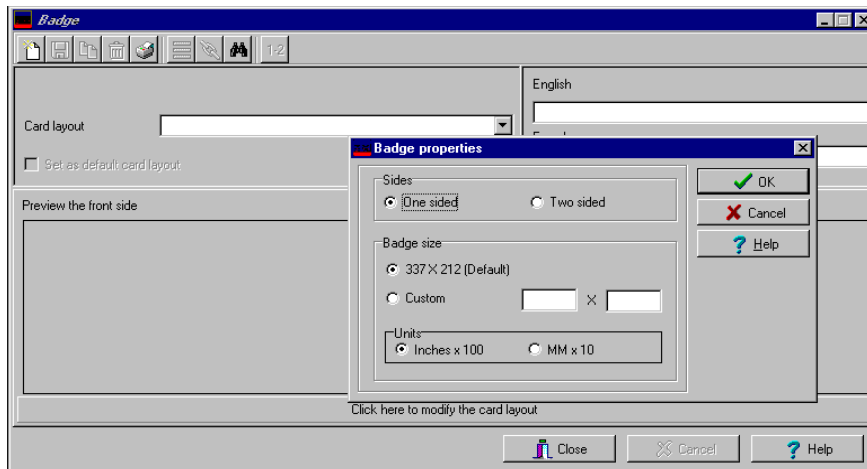 Badge
1-2
English
Card layout
Set as default card layout
Badge properties
Sides
One sided
Two sided
OK
Cancel
Help
Preview the front side
Badge size
337 X 212 (Default)
Custom
X
Units
Inches x 100
MM x 10
Click here to modify the card layout
Close
Cancel
Help